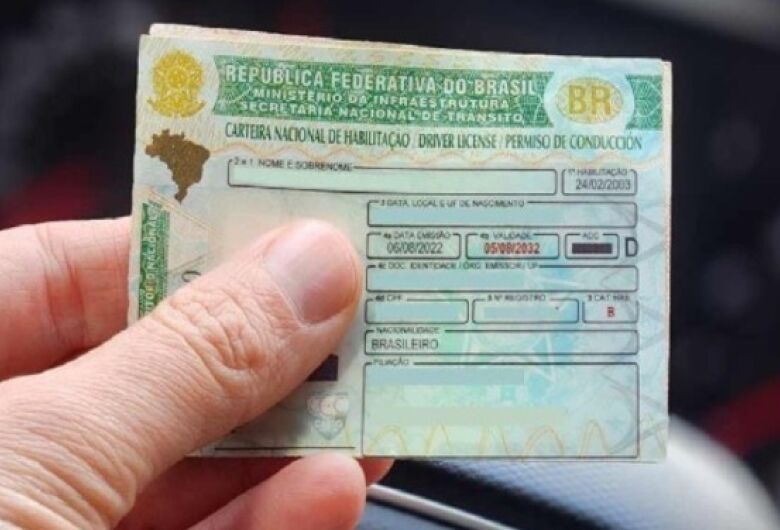 REPÚBLICA FEDERATIVA DO BRASIL
MINISTÉRIO DA INFRAESTRUTURA
SECRETARIA NACIONAL DE TRÂNSITO
BR
CARTEIRA NACIONAL DE HABILITAÇÃO / DRIVER LICENSE / PERMISO DE CONDUCCIÓN
2 e 1 NOME E SOBRENOME
1ª HABILITAÇÃO
24/02/2003
3 DATA, LOCAL E UF DE NASCIMENTO
4a DATA EMISSÃO
4b VALIDADE
ACC
06/08/2022
05/08/2032
D
4c DOC. IDENTIDADE / ÓRG. EMISSOR / UF
4d CPF
5 Nº REGISTRO
9 CAT. HAB.
B
NACIONALIDADE
BRASILEIRO
FILIAÇÃO
NACIONAL